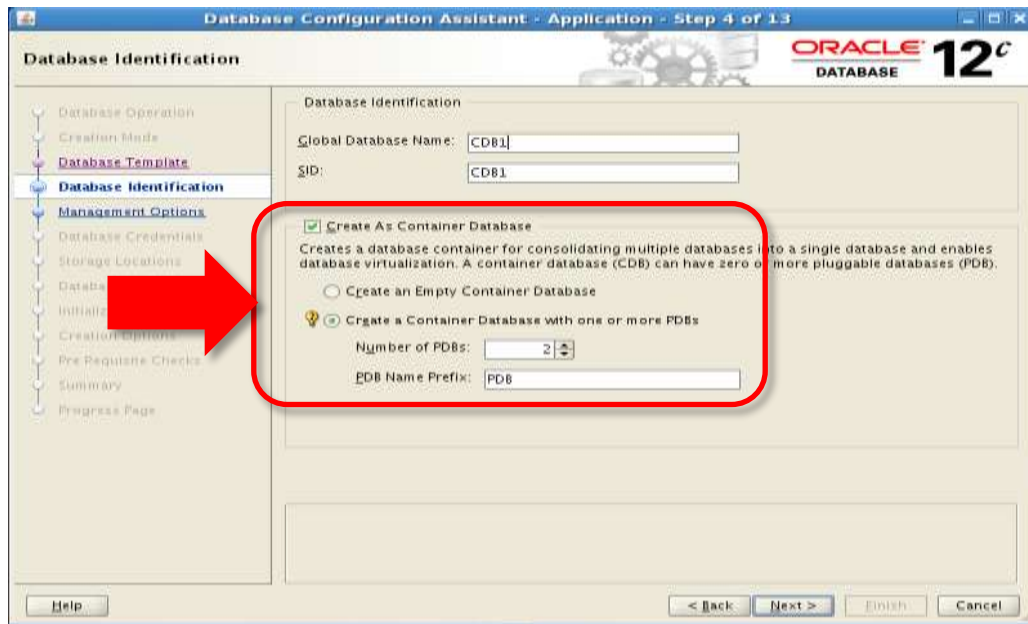 Database Configuration Assistant - Application - Step 4 of 13
Database Identification
ORACLE
DATABASE
12c
Database Operation
Creation Mode
Database Template
Database Identification
Management Options
Database Credentials
Storage Locations
Databa
Initializ
Creation Options
Pre Requisite Checks
Summary
Progress Page
Database Identification
Global Database Name: CDB1
SID: CDB1
Create As Container Database
Creates a database container for consolidating multiple databases into a single database and enables
database virtualization. A container database (CDB) can have zero or more pluggable databases (PDB).
Create an Empty Container Database
Create a Container Database with one or more PDBs
Number of PDBs: 2
PDB Name Prefix: PDB
Help
< Back
Next >
Finish
Cancel